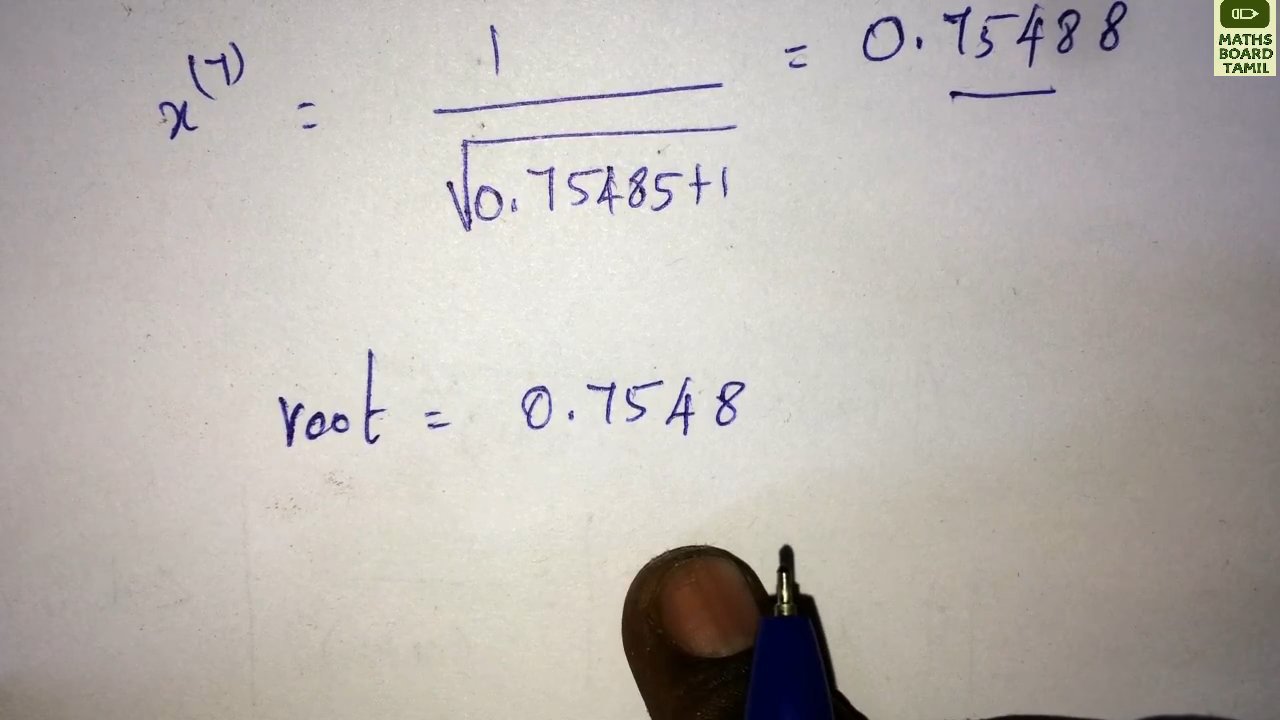 x^(7) = 1 / √0.75485+1 = 0.75488
root = 0.7548
MATHS
BOARD
TAMIL